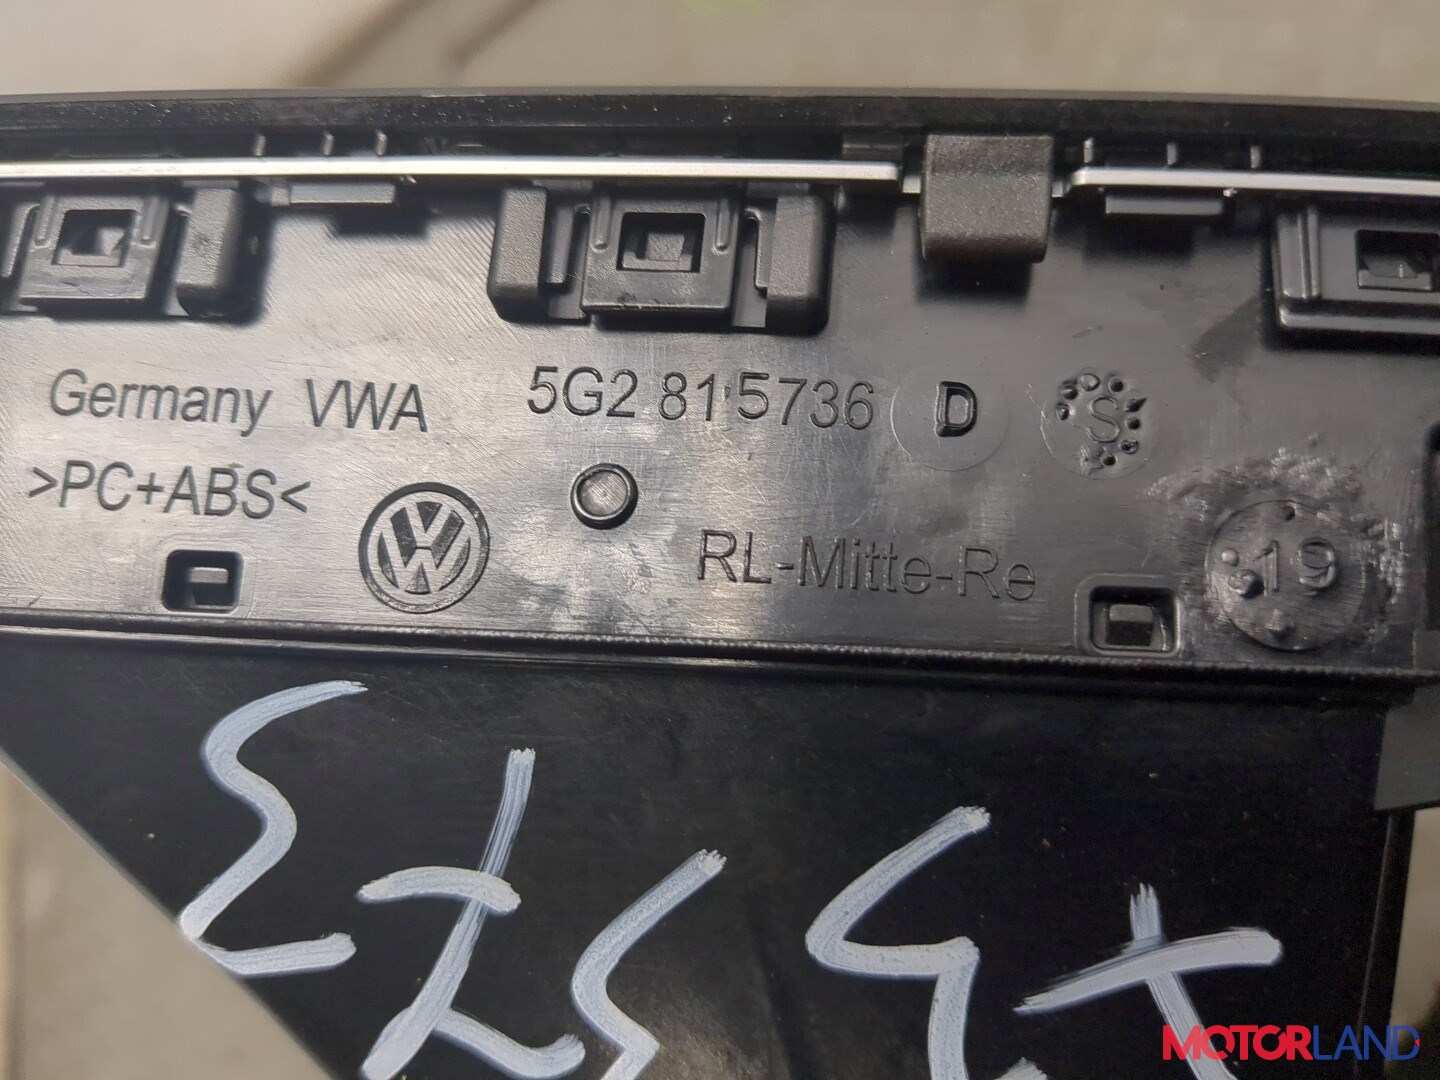 Germany VWA 5G2 815736 D S
>PC+ABS<
RL-Mitte-Re
19
MOTORLAND